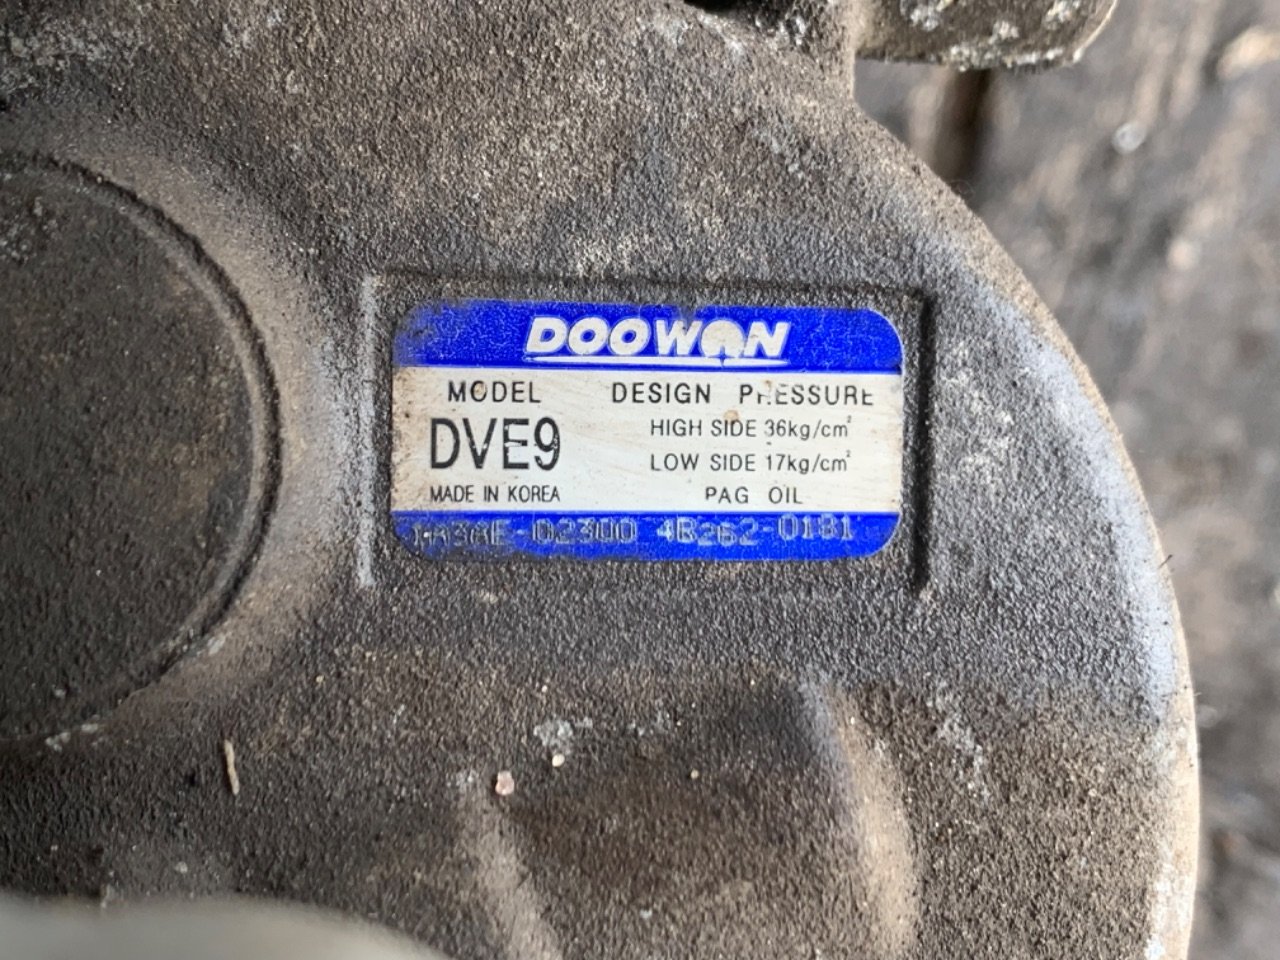 DOOWON
MODEL
DVE9
MADE IN KOREA
DESIGN PRESSURE
HIGH SIDE 36kg/cm²
LOW SIDE 17kg/cm²
PAG OIL
4B262-0181